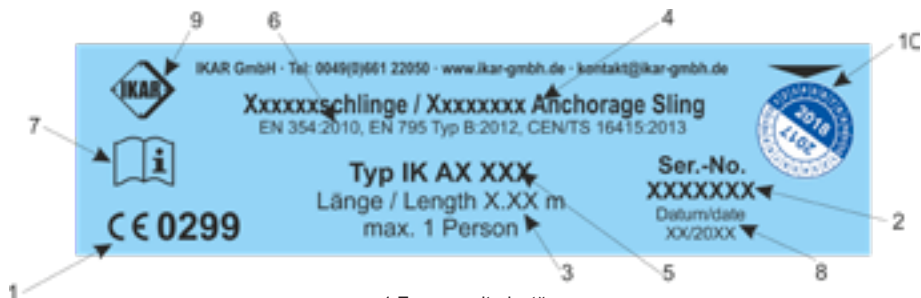 9
6
4
10
IKAR
IKAR GmbH · Tel: 0049(0)661 22050 · www.ikar-gmbh.de · kontakt@ikar-gmbh.de
Xxxxxxschlinge / Xxxxxxxx Anchorage Sling
EN 354:2010, EN 795 Typ B:2012, CEN/TS 16415:2013
2018
2017
7
i
Typ IK AX XXX
Länge / Length X.XX m
max. 1 Person
Ser.-No.
XXXXXXX
Datum/date
XX/20XX
CE 0299
1
3
5
8
2